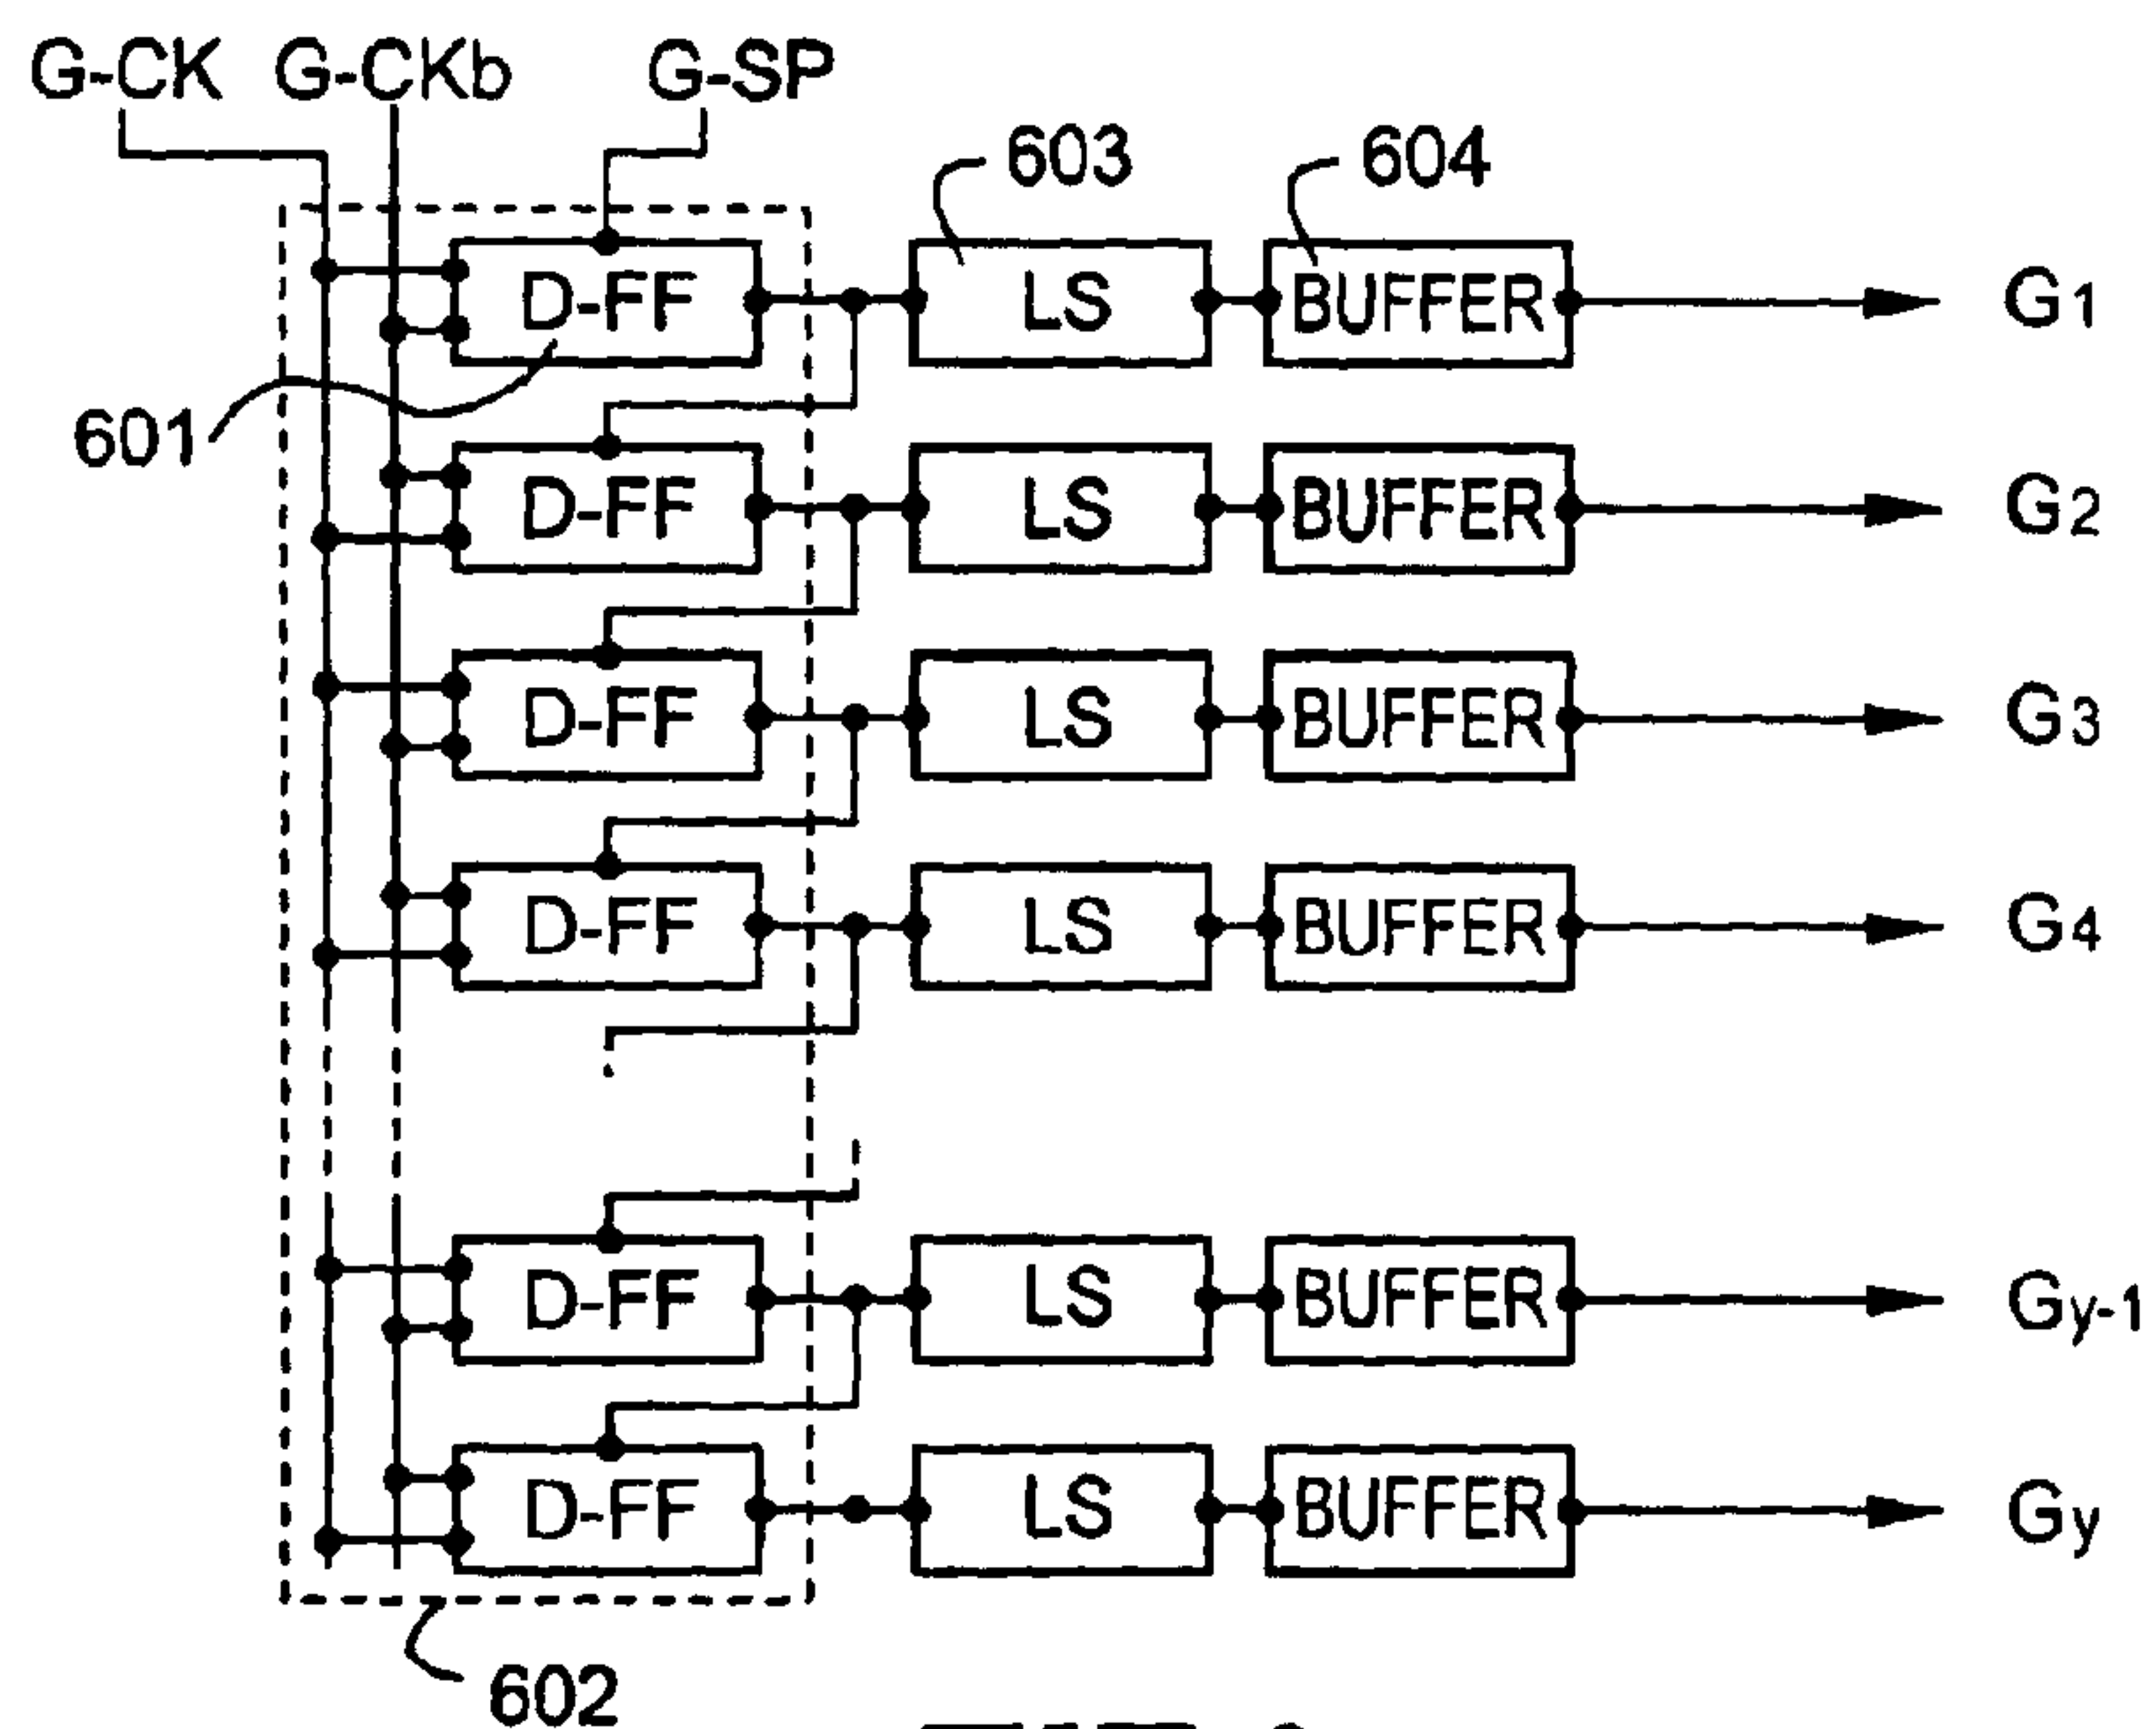 G-CK G-CKb G-SP
603 604
D-FF LS BUFFER G1
601
D-FF LS BUFFER G2
D-FF LS BUFFER G3
D-FF LS BUFFER G4
D-FF LS BUFFER Gy-1
D-FF LS BUFFER Gy
602